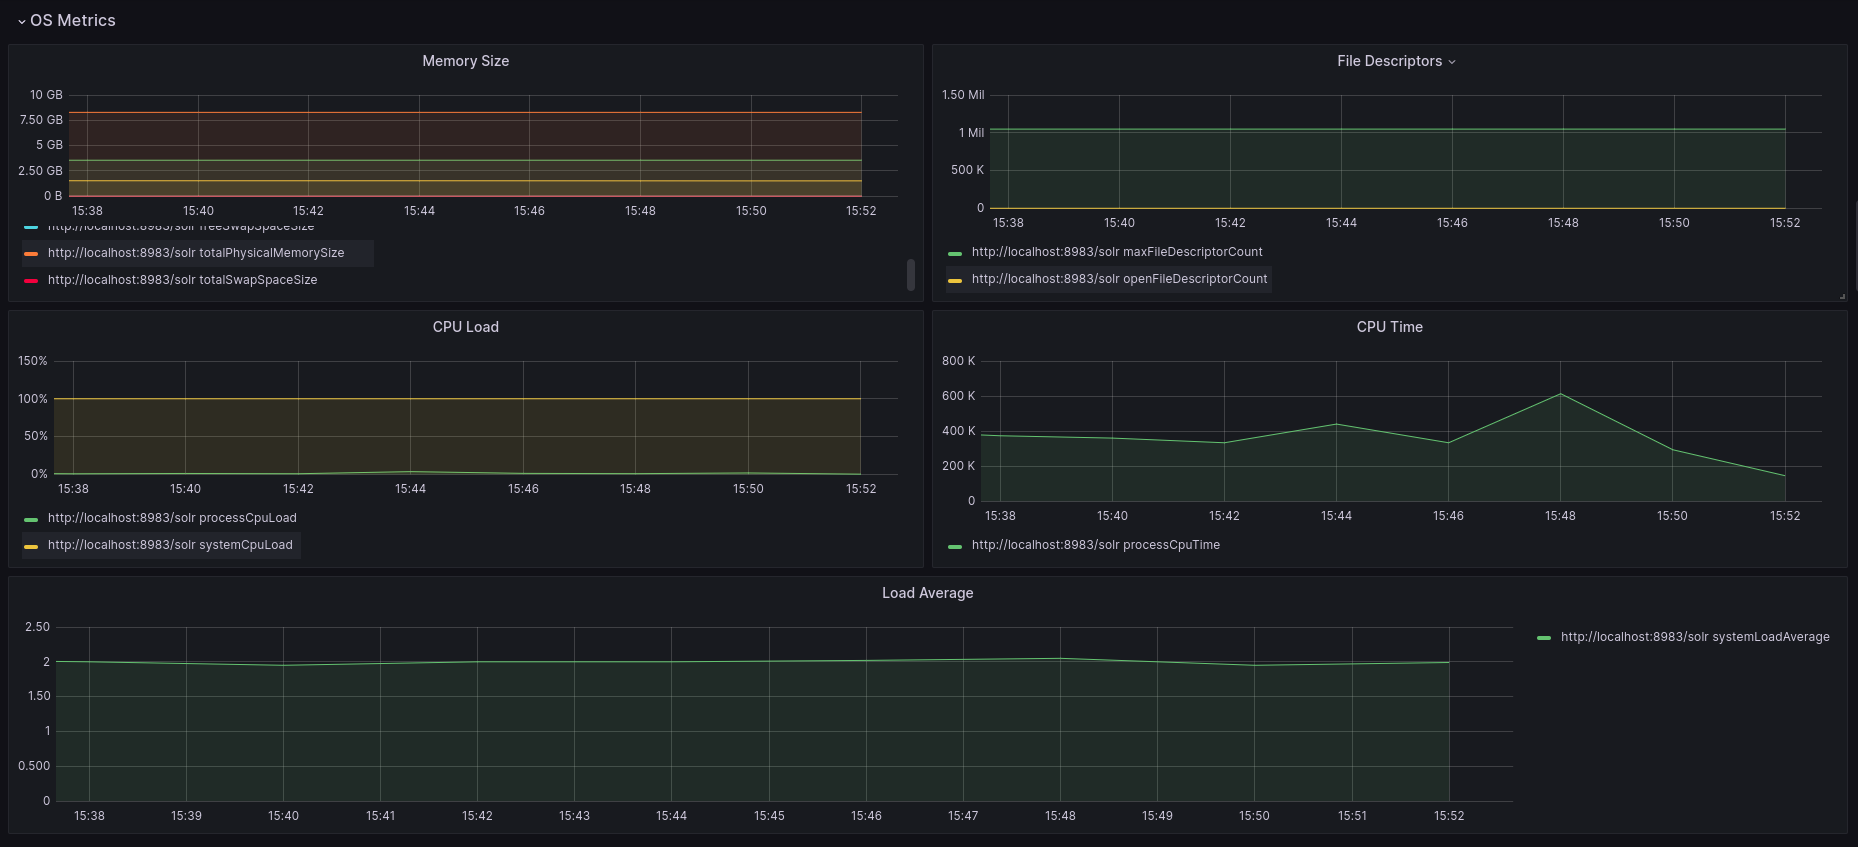 OS Metrics
Memory Size
10 GB
7.50 GB
5 GB
2.50 GB
0 B
15:38 15:40 15:42 15:44 15:46 15:48 15:50 15:52
http://localhost:8983/solr freeSwapSpaceSize
http://localhost:8983/solr totalPhysicalMemorySize
http://localhost:8983/solr totalSwapSpaceSize
File Descriptors
1.50 Mil
1 Mil
500 K
0
15:38 15:40 15:42 15:44 15:46 15:48 15:50 15:52
http://localhost:8983/solr maxFileDescriptorCount
http://localhost:8983/solr openFileDescriptorCount
CPU Load
150%
100%
50%
0%
15:38 15:40 15:42 15:44 15:46 15:48 15:50 15:52
http://localhost:8983/solr processCpuLoad
http://localhost:8983/solr systemCpuLoad
CPU Time
800 K
600 K
400 K
200 K
0
15:38 15:40 15:42 15:44 15:46 15:48 15:50 15:52
http://localhost:8983/solr processCpuTime
Load Average
2.50
2
1.50
1
0.500
0
15:38 15:39 15:40 15:41 15:42 15:43 15:44 15:45 15:46 15:47 15:48 15:49 15:50 15:51 15:52
http://localhost:8983/solr systemLoadAverage